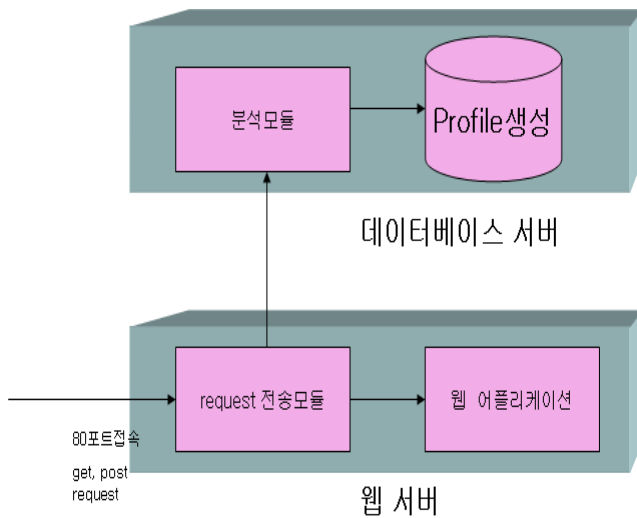 분석모듈
Profile생성
데이터베이스 서버
request 전송모듈
웹 어플리케이션
80포트접속
get, post
request
웹 서버